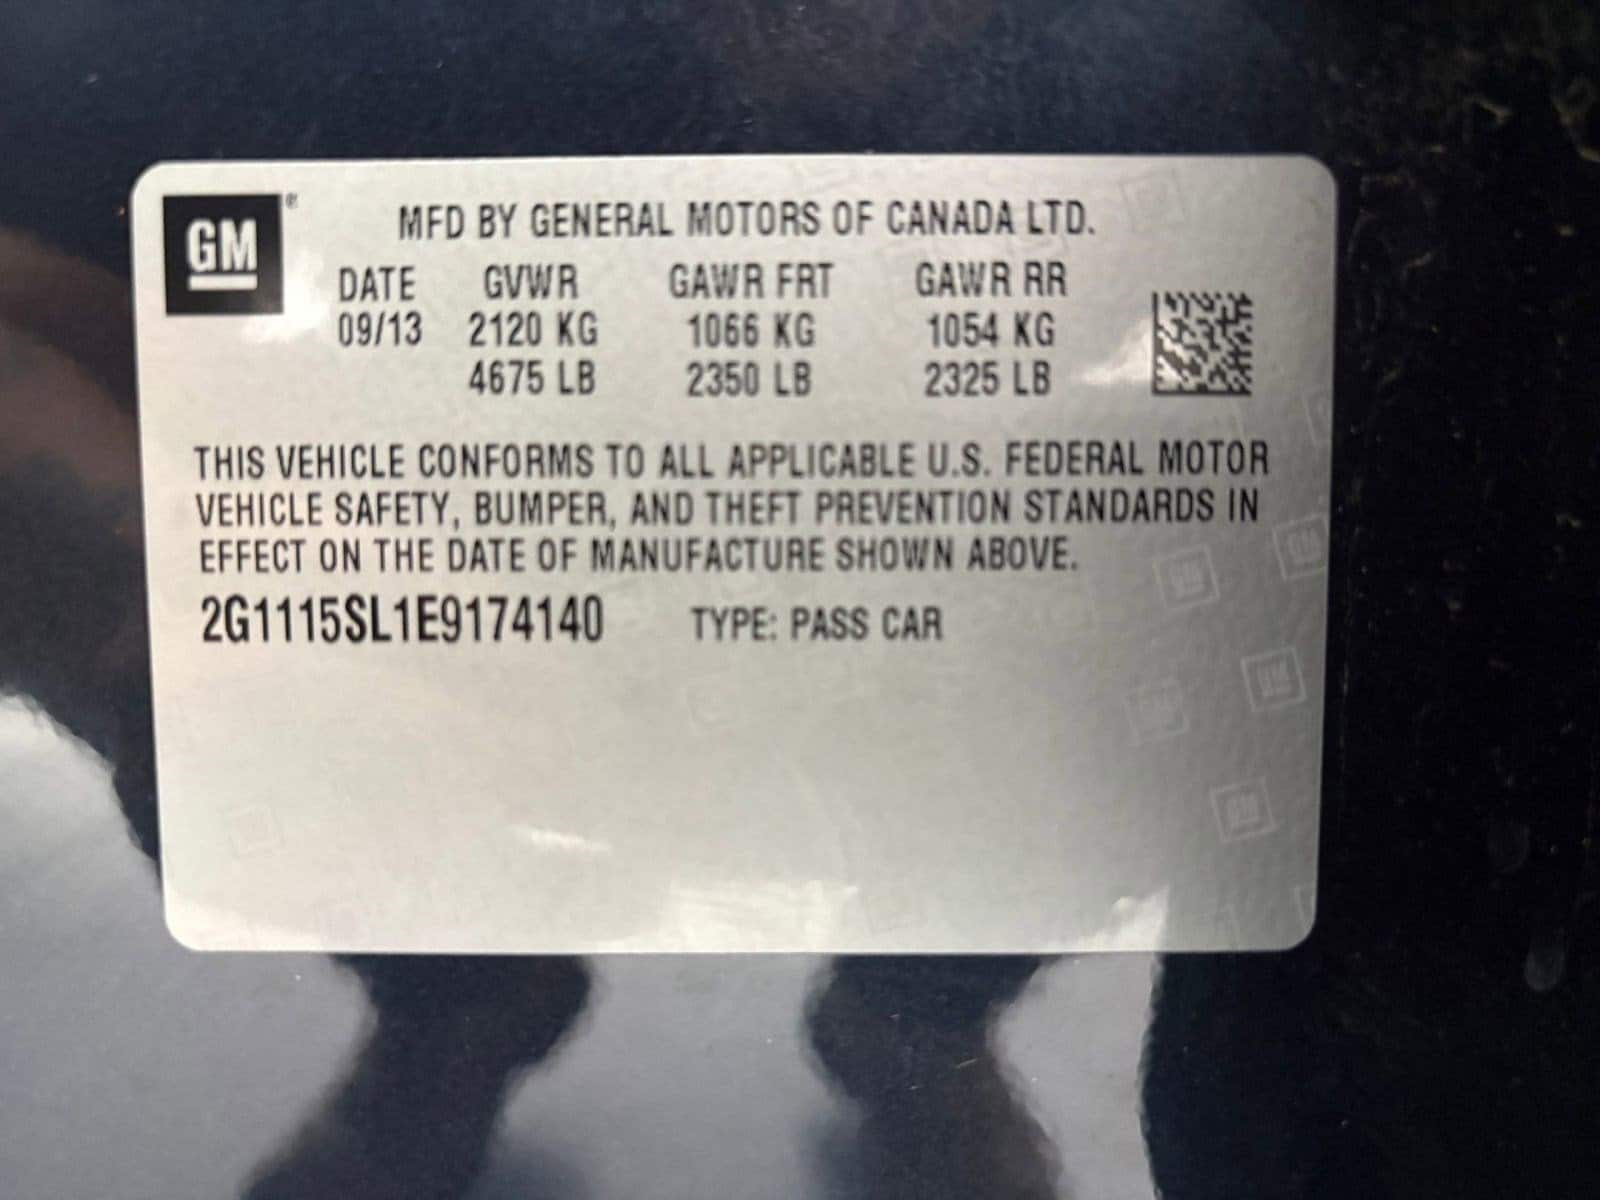 GM®
MFD BY GENERAL MOTORS OF CANADA LTD.
DATE GVWR GAWR FRT GAWR RR
09/13 2120 KG 1066 KG 1054 KG
4675 LB 2350 LB 2325 LB
THIS VEHICLE CONFORMS TO ALL APPLICABLE U.S. FEDERAL MOTOR
VEHICLE SAFETY, BUMPER, AND THEFT PREVENTION STANDARDS IN
EFFECT ON THE DATE OF MANUFACTURE SHOWN ABOVE.
2G1115SL1E9174140 TYPE: PASS CAR